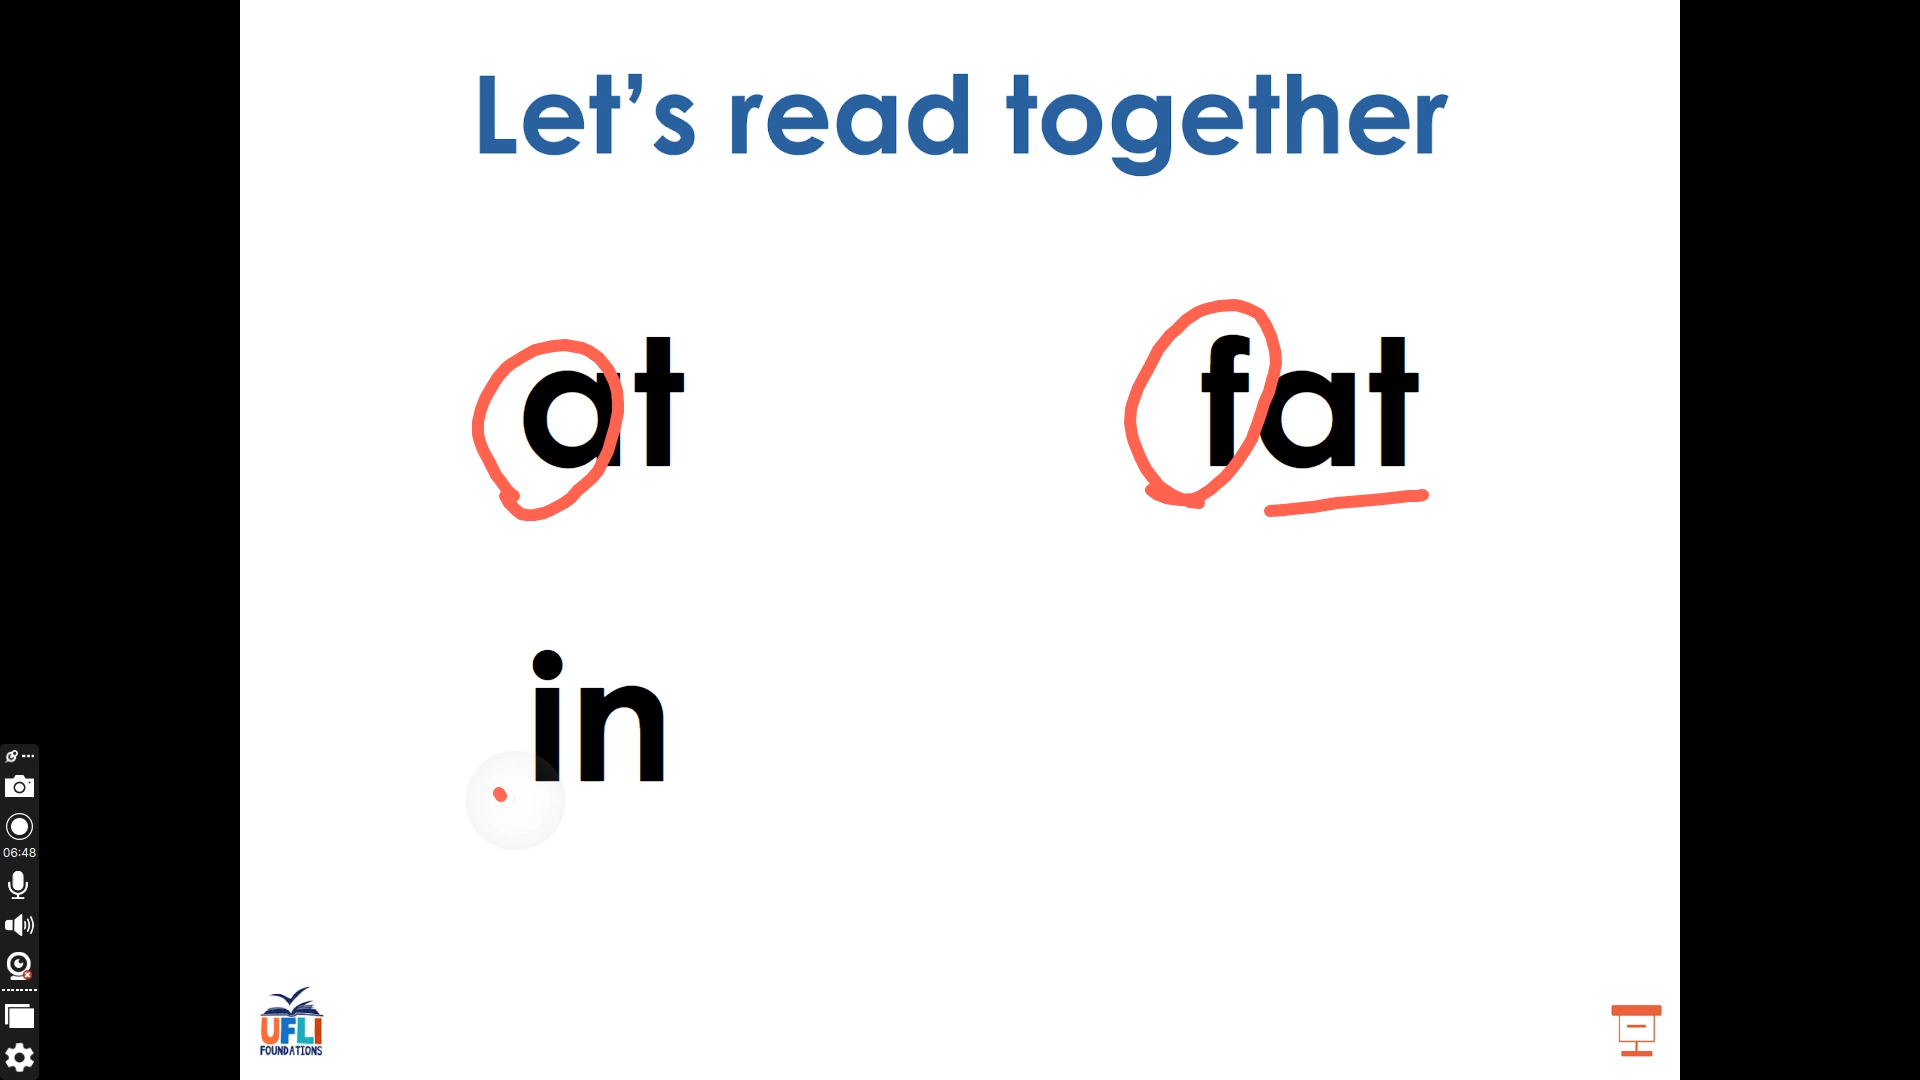 Let's read together
at fat
in
06:48
UFLI
FOUNDATIONS